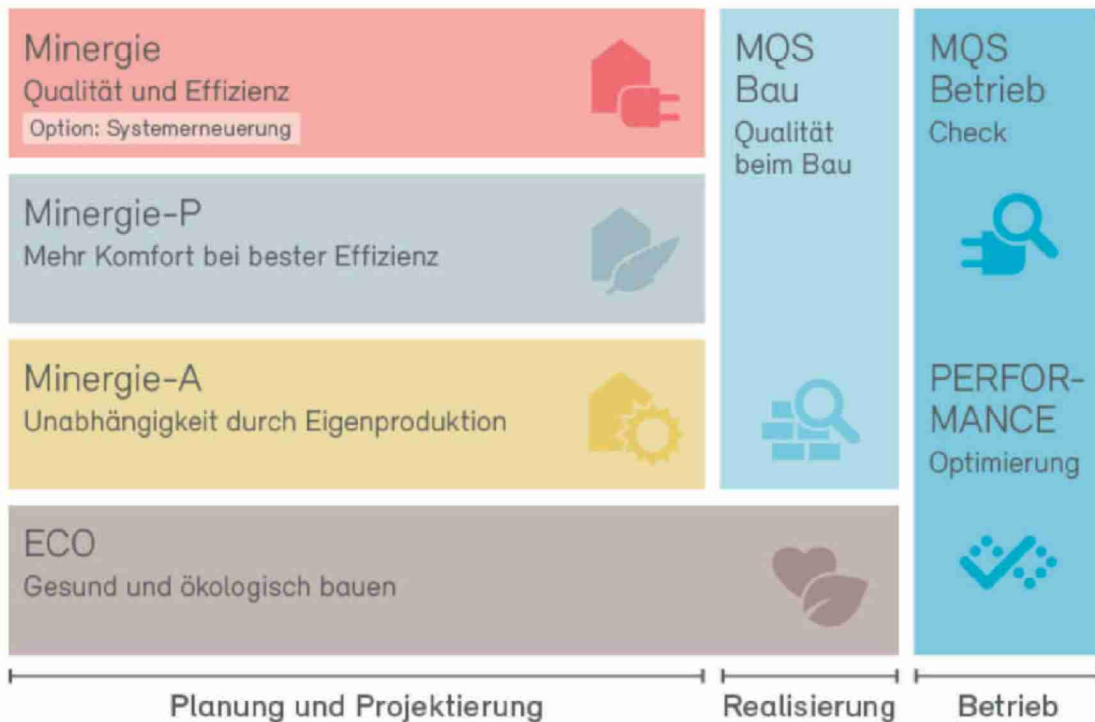 Minergie
Qualität und Effizienz
Option: Systemerneuerung
Minergie-P
Mehr Komfort bei bester Effizienz
Minergie-A
Unabhängigkeit durch Eigenproduktion
ECO
Gesund und ökologisch bauen
MQS
Bau
Qualität
beim Bau
MQS
Betrieb
Check
PERFOR-
MANCE
Optimierung
Planung und Projektierung
Realisierung
Betrieb